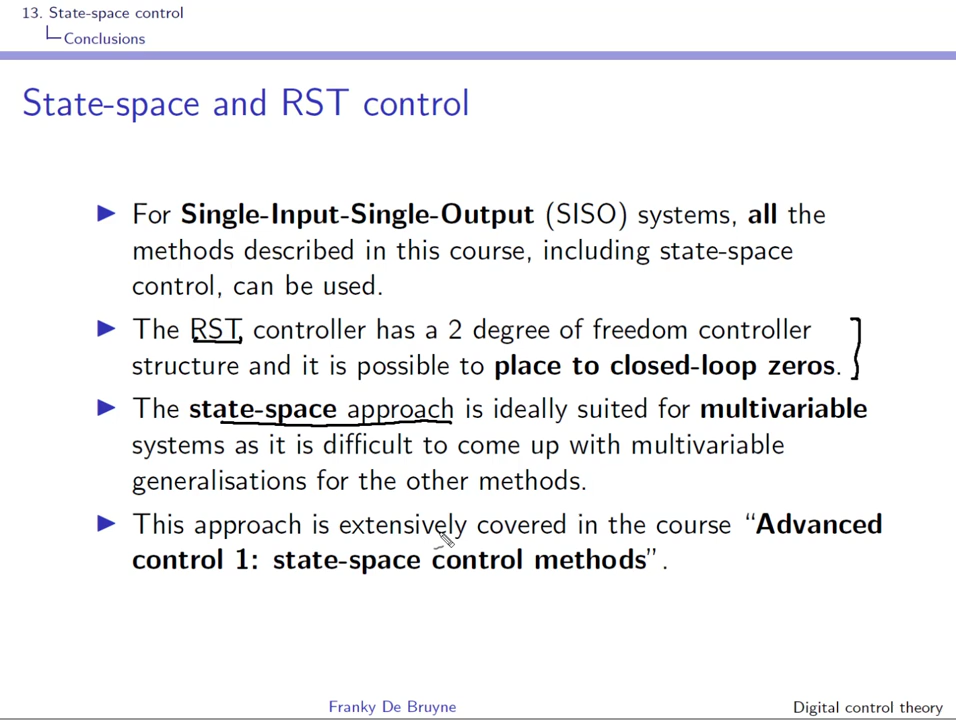 13. State-space control
Conclusions
State-space and RST control
For Single-Input-Single-Output (SISO) systems, all the
methods described in this course, including state-space
control, can be used.
The RST controller has a 2 degree of freedom controller
structure and it is possible to place to closed-loop zeros.
The state-space approach is ideally suited for multivariable
systems as it is difficult to come up with multivariable
generalisations for the other methods.
This approach is extensively covered in the course “Advanced
control 1: state-space control methods”.
Franky De Bruyne
Digital control theory